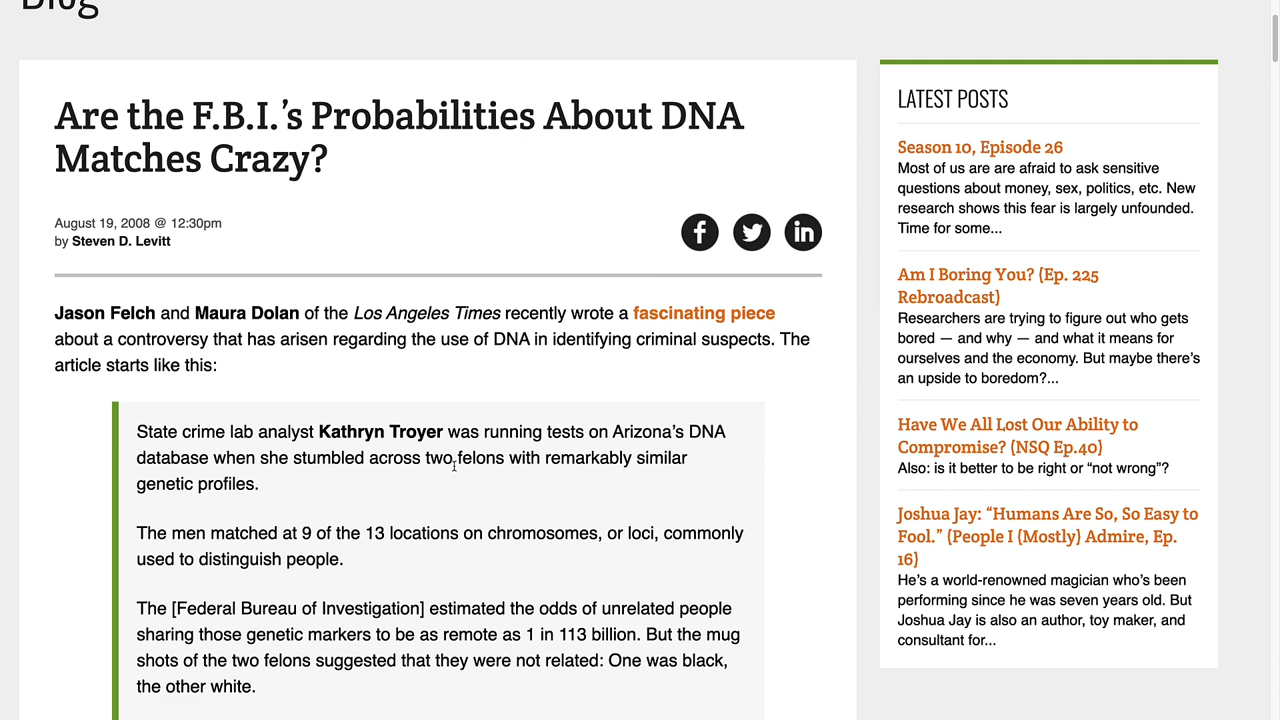 Blog
Are the F.B.I.’s Probabilities About DNA
Matches Crazy?
August 19, 2008 @ 12:30pm
by Steven D. Levitt
Jason Felch and Maura Dolan of the Los Angeles Times recently wrote a fascinating piece
about a controversy that has arisen regarding the use of DNA in identifying criminal suspects. The
article starts like this:
State crime lab analyst Kathryn Troyer was running tests on Arizona’s DNA
database when she stumbled across two felons with remarkably similar
genetic profiles.
The men matched at 9 of the 13 locations on chromosomes, or loci, commonly
used to distinguish people.
The [Federal Bureau of Investigation] estimated the odds of unrelated people
sharing those genetic markers to be as remote as 1 in 113 billion. But the mug
shots of the two felons suggested that they were not related: One was black,
the other white.
LATEST POSTS
Season 10, Episode 26
Most of us are are afraid to ask sensitive
questions about money, sex, politics, etc. New
research shows this fear is largely unfounded.
Time for some...
Am I Boring You? (Ep. 225
Rebroadcast)
Researchers are trying to figure out who gets
bored — and why — and what it means for
ourselves and the economy. But maybe there’s
an upside to boredom?...
Have We All Lost Our Ability to
Compromise? (NSQ Ep.40)
Also: is it better to be right or “not wrong”?
Joshua Jay: “Humans Are So, So Easy to
Fool.” (People I (Mostly) Admire, Ep.
16)
He’s a world-renowned magician who’s been
performing since he was seven years old. But
Joshua Jay is also an author, toy maker, and
consultant for...